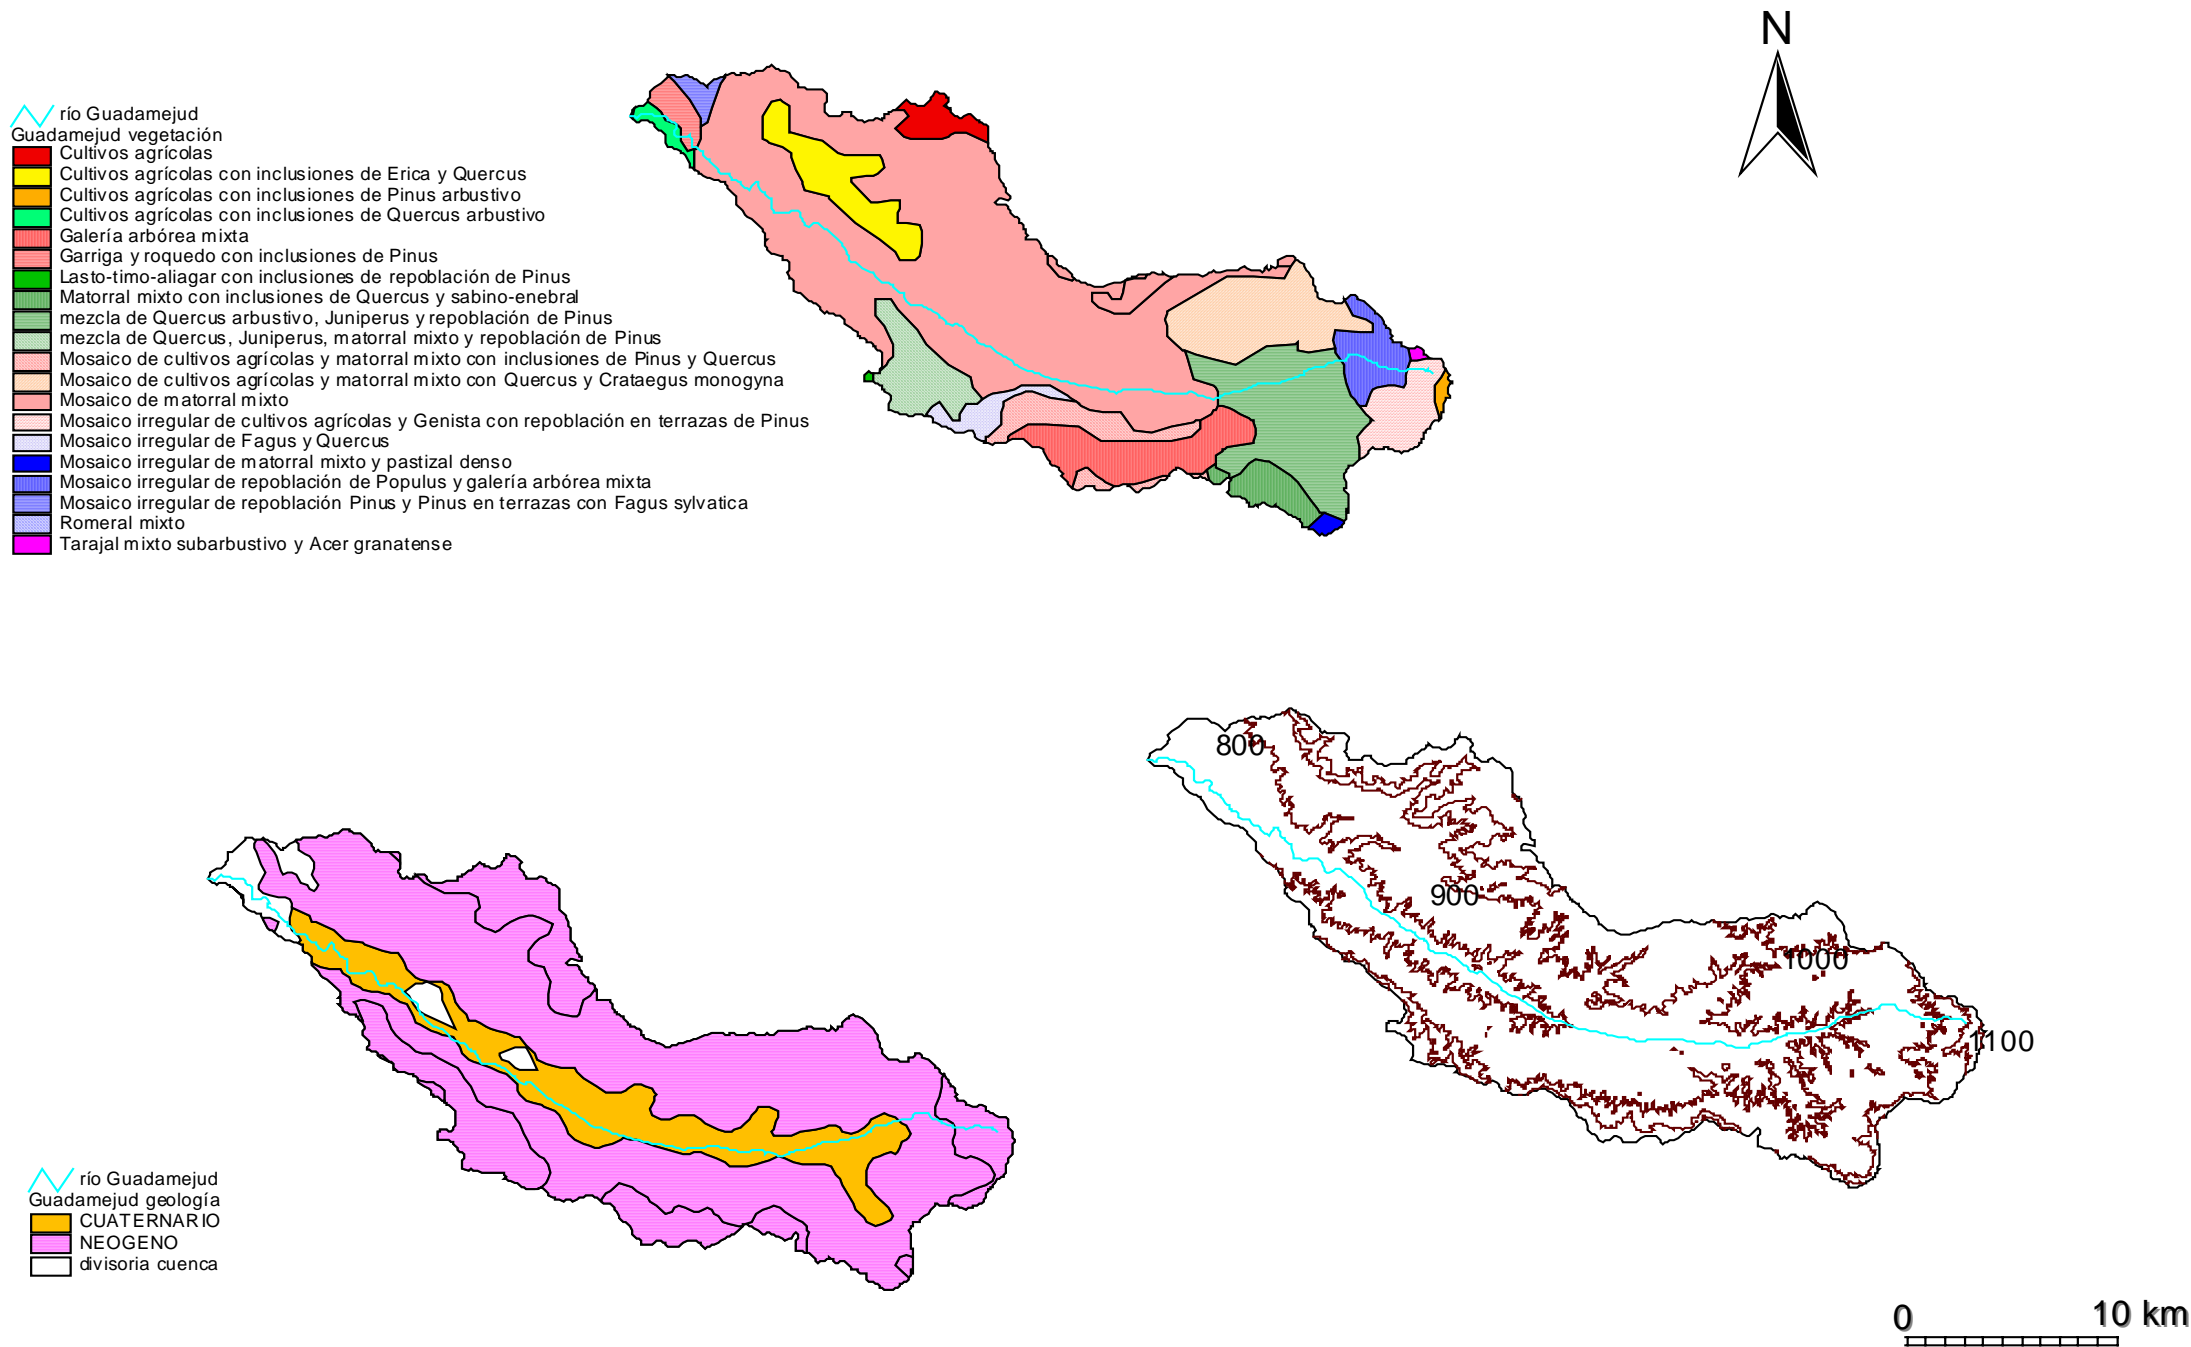 N
río Guadamejud
Guadamejud vegetación
Cultivos agrícolas
Cultivos agrícolas con inclusiones de Erica y Quercus
Cultivos agrícolas con inclusiones de Pinus arbustivo
Cultivos agrícolas con inclusiones de Quercus arbustivo
Galería arbórea mixta
Garriga y roquedo con inclusiones de Pinus
Lasto-timo-aliagar con inclusiones de repoblación de Pinus
Matorral mixto con inclusiones de Quercus y sabino-enebral
mezcla de Quercus arbustivo, Juniperus y repoblación de Pinus
mezcla de Quercus, Juniperus, matorral mixto y repoblación de Pinus
Mosaico de cultivos agrícolas y matorral mixto con inclusiones de Pinus y Quercus
Mosaico de cultivos agrícolas y matorral mixto con Quercus y Crataegus monogyna
Mosaico de matorral mixto
Mosaico irregular de cultivos agrícolas y Genista con repoblación en terrazas de Pinus
Mosaico irregular de Fagus y Quercus
Mosaico irregular de matorral mixto y pastizal denso
Mosaico irregular de repoblación de Populus y galería arbórea mixta
Mosaico irregular de repoblación Pinus y Pinus en terrazas con Fagus sylvatica
Romeral mixto
Tarajal mixto subarbustivo y Acer granatense
800
900
1000
1100
río Guadamejud
Guadamejud geología
CUATERNARIO
NEOGENO
divisoria cuenca
0 10 km